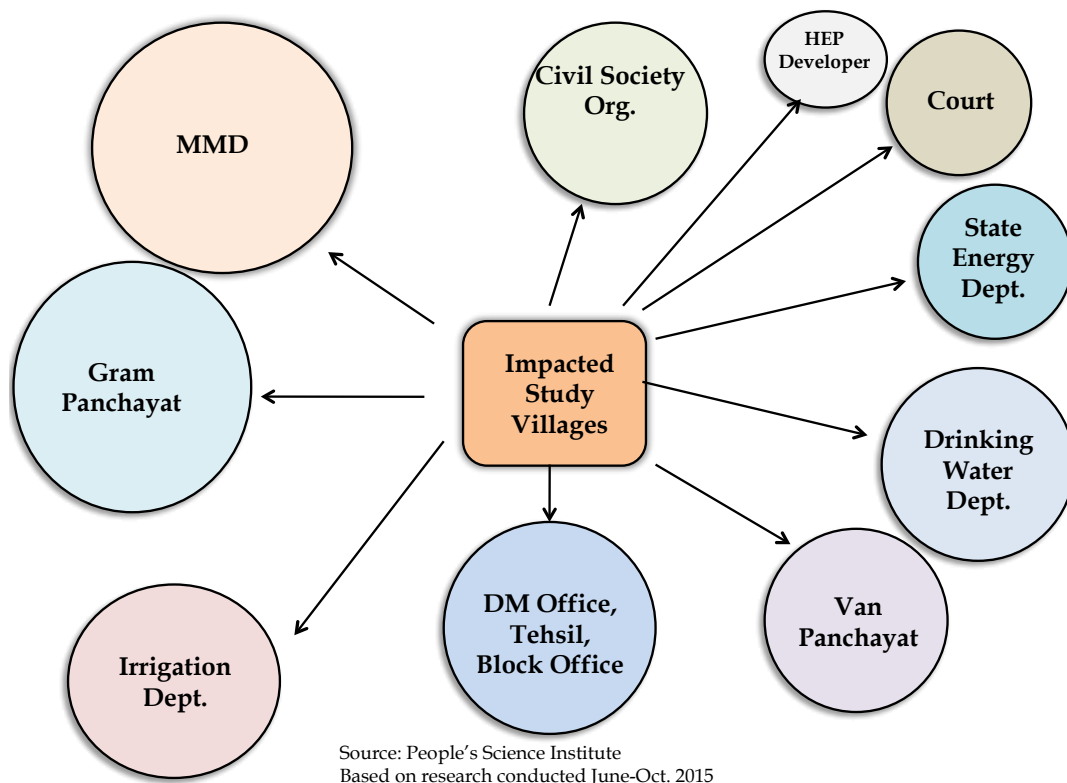 MMD
Civil Society
Org.
HEP
Developer
Court
State
Energy
Dept.
Gram
Panchayat
Impacted
Study
Villages
Drinking
Water
Dept.
Irrigation
Dept.
DM Office,
Tehsil,
Block Office
Van
Panchayat
Source: People’s Science Institute
Based on research conducted June-Oct. 2015